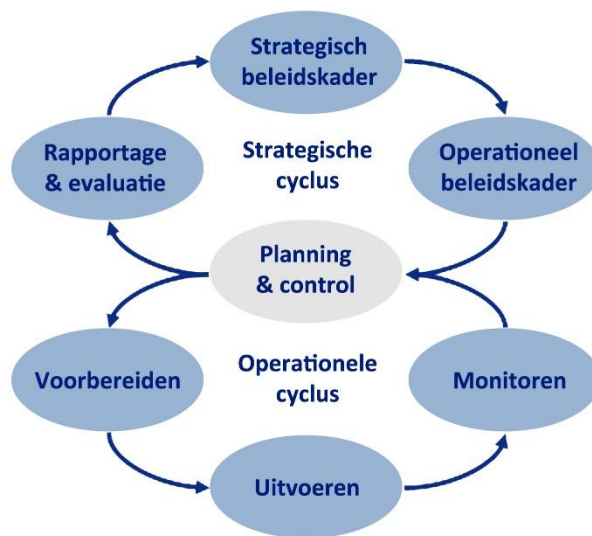 Strategisch
beleidskader
Rapportage
& evaluatie
Strategische
cyclus
Operationeel
beleidskader
Planning
& control
Voorbereiden
Operationele
cyclus
Monitoren
Uitvoeren